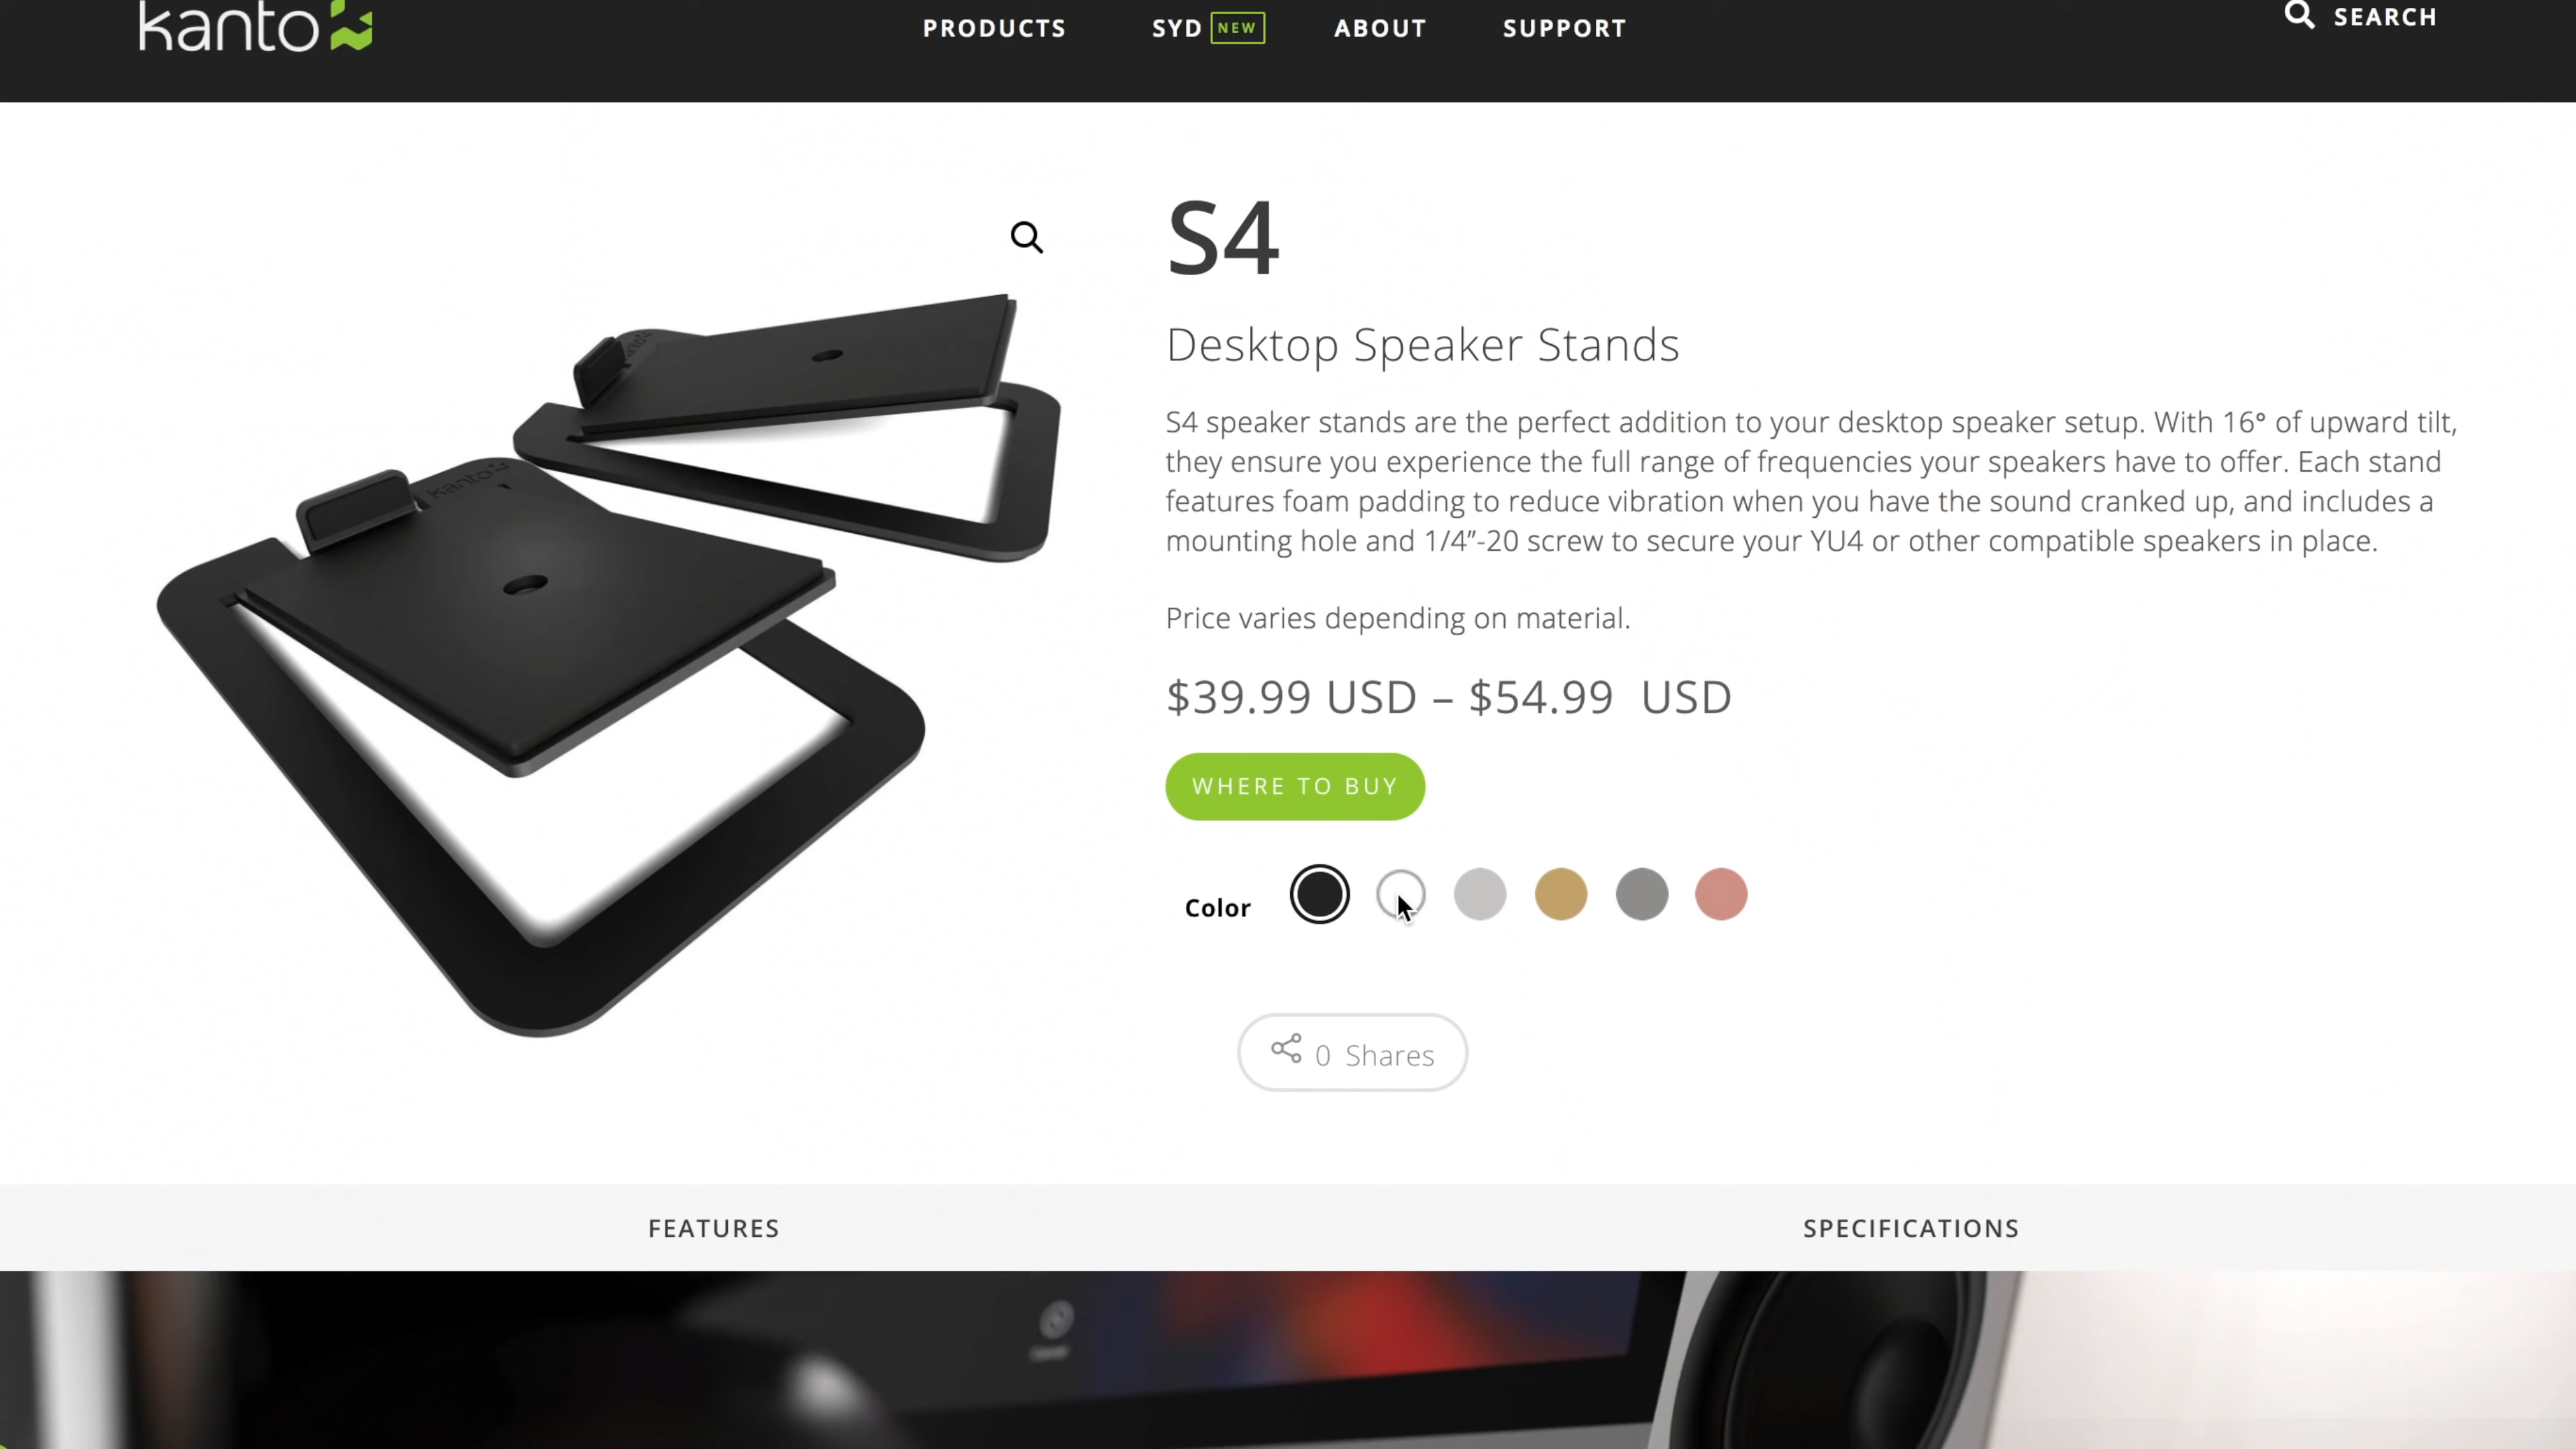 kanto
PRODUCTS
SYD NEW
ABOUT
SUPPORT
SEARCH
kanto
S4
Desktop Speaker Stands
S4 speaker stands are the perfect addition to your desktop speaker setup. With 16° of upward tilt,
they ensure you experience the full range of frequencies your speakers have to offer. Each stand
features foam padding to reduce vibration when you have the sound cranked up, and includes a
mounting hole and 1/4”-20 screw to secure your YU4 or other compatible speakers in place.
Price varies depending on material.
$39.99 USD – $54.99 USD
WHERE TO BUY
Color
0 Shares
FEATURES
SPECIFICATIONS